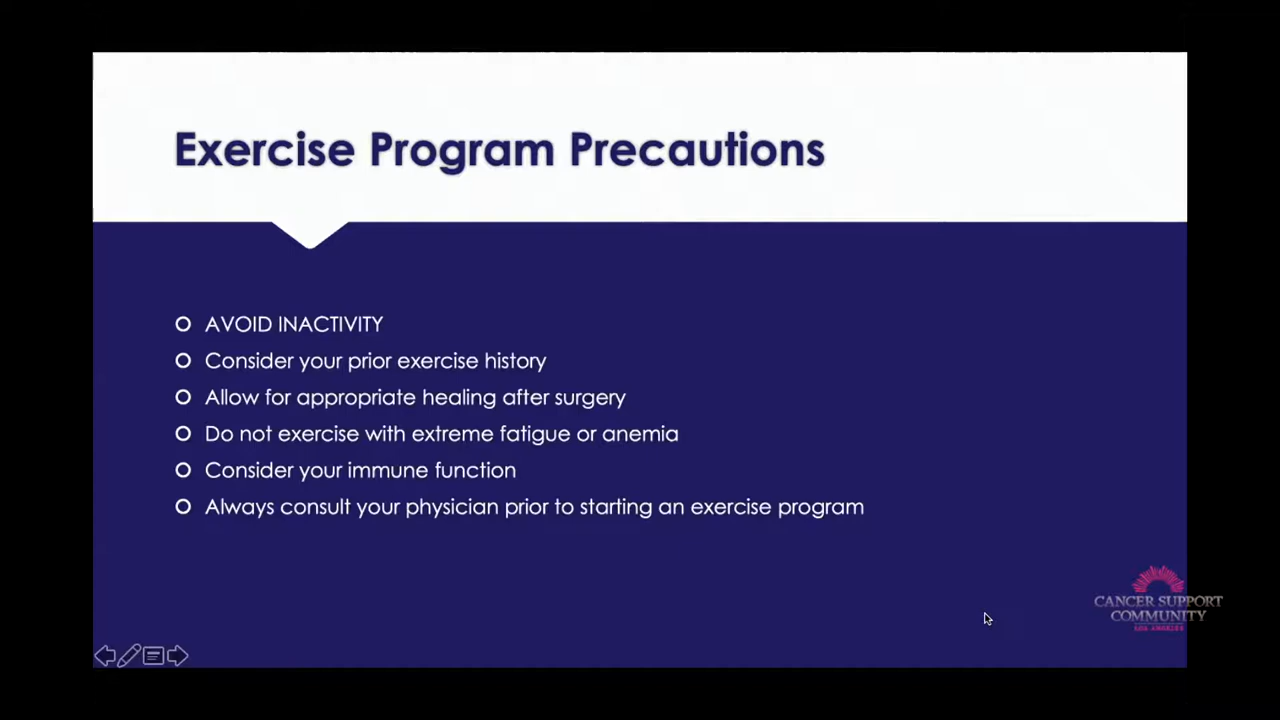 Exercise Program Precautions
AVOID INACTIVITY
Consider your prior exercise history
Allow for appropriate healing after surgery
Do not exercise with extreme fatigue or anemia
Consider your immune function
Always consult your physician prior to starting an exercise program
CANCER SUPPORT
COMMUNITY
LOS ANGELES